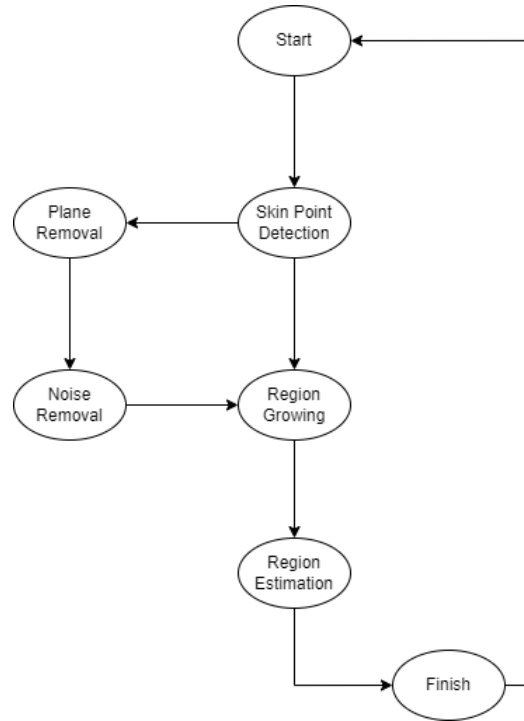 Start
Plane
Removal
Skin Point
Detection
Noise
Removal
Region
Growing
Region
Estimation
Finish